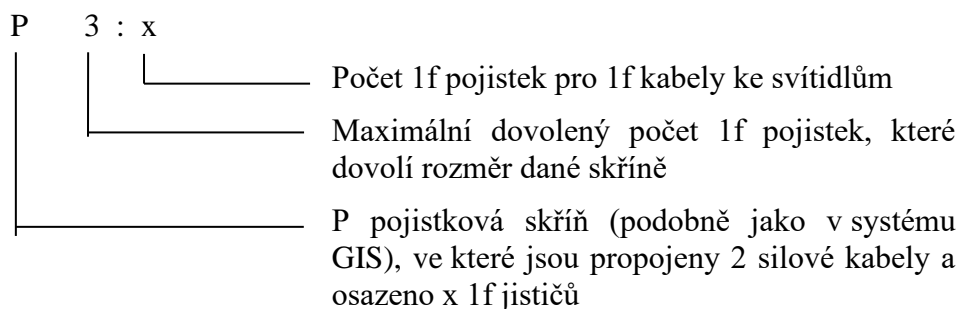 P 3 : x
Počet 1f pojistek pro 1f kabely ke svítidlům
Maximální dovolený počet 1f pojistek, které
dovolí rozměr dané skříně
P pojistková skříň (podobně jako v systému
GIS), ve které jsou propojeny 2 silové kabely a
osazeno x 1f jističů